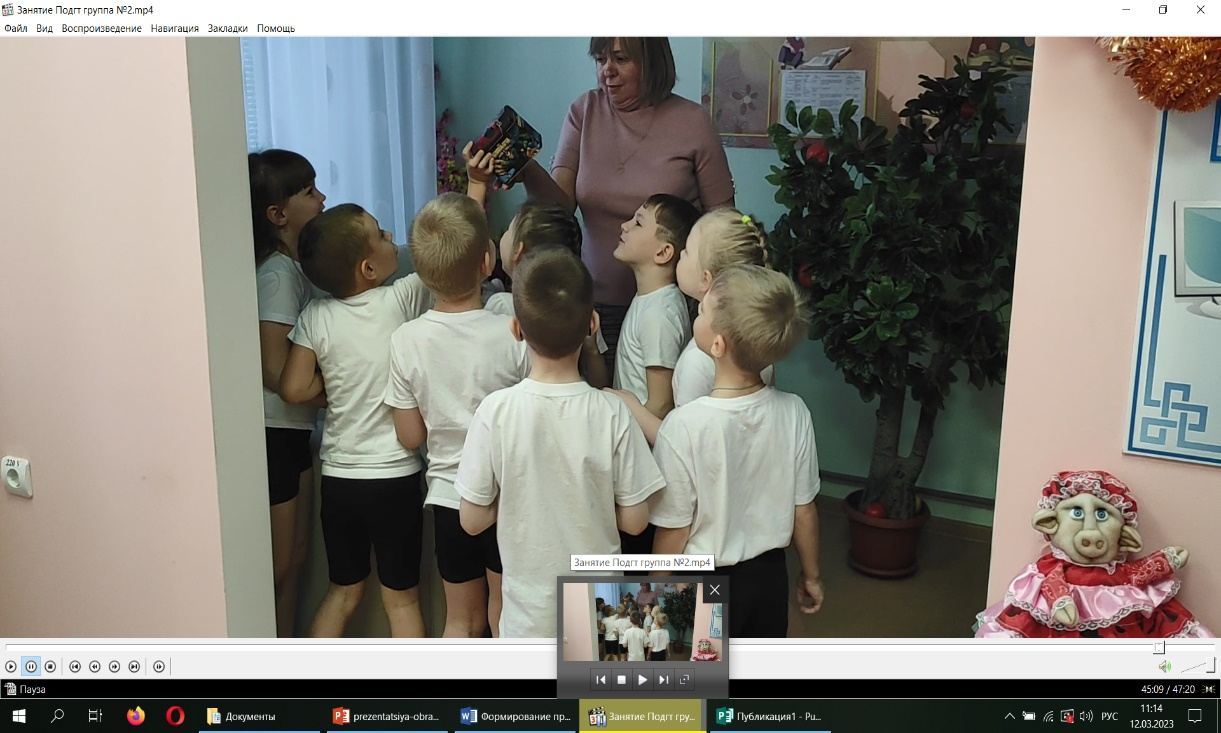 Занятие Подгт группа №2.mp4
Файл Вид Воспроизведение Навигация Закладки Помощь
220 V
Занятие Подгт группа №2.mp4
Пауза
45:09 / 47:20
Документы
prezentatsiya-obra...
Формирование пр...
Занятие Подгт гру...
Публикация1 - Pu...
РУС
11:14
12.03.2023